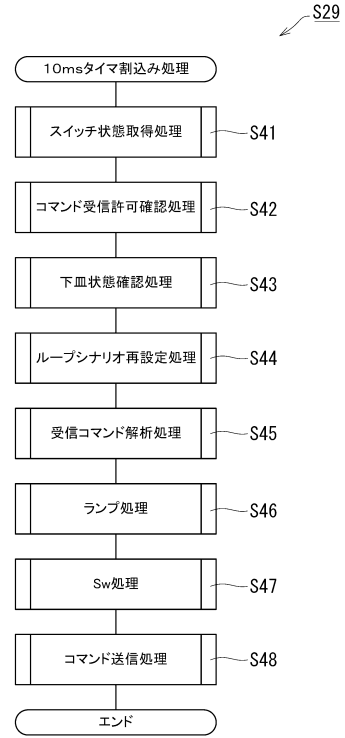 S29
10msタイマ割込み処理
スイッチ状態取得処理 S41
コマンド受信許可確認処理 S42
下皿状態確認処理 S43
ループシナリオ再設定処理 S44
受信コマンド解析処理 S45
ランプ処理 S46
Sw処理 S47
コマンド送信処理 S48
エンド